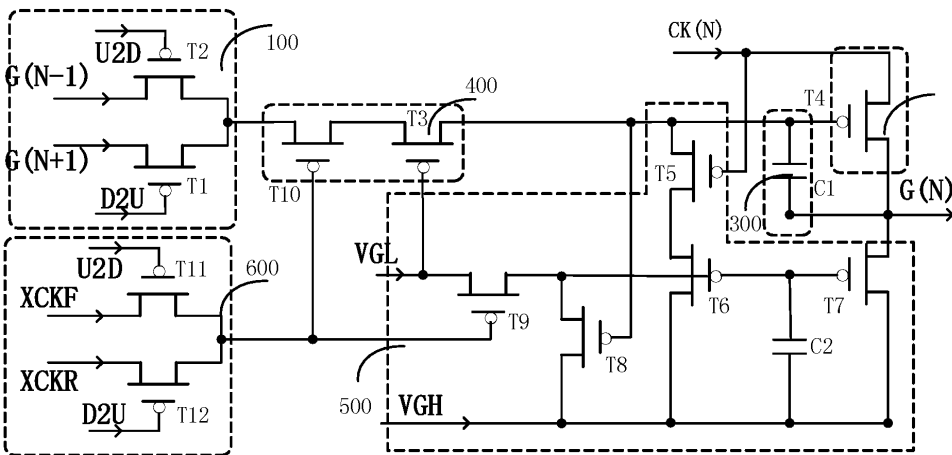 U2D
T2
100
G(N-1)
G(N+1)
T1
D2U
T10
T3
400
CK(N)
T4
T5
C1
300
G(N)
U2D
T11
600
XCKF
XCKR
D2U
T12
VGL
T9
T8
T6
T7
C2
500
VGH